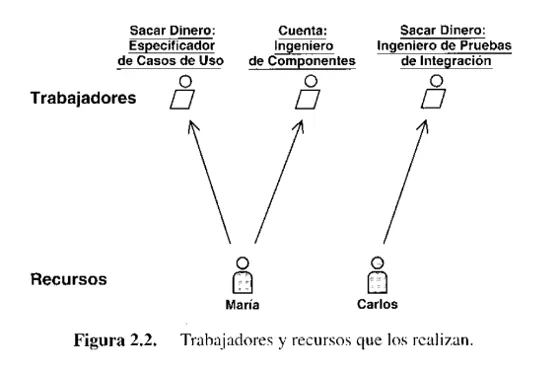 Sacar Dinero:
Especificador
de Casos de Uso
Cuenta:
Ingeniero
de Componentes
Sacar Dinero:
Ingeniero de Pruebas
de Integración
Trabajadores
Recursos
María
Carlos
Figura 2.2. Trabajadores y recursos que los realizan.